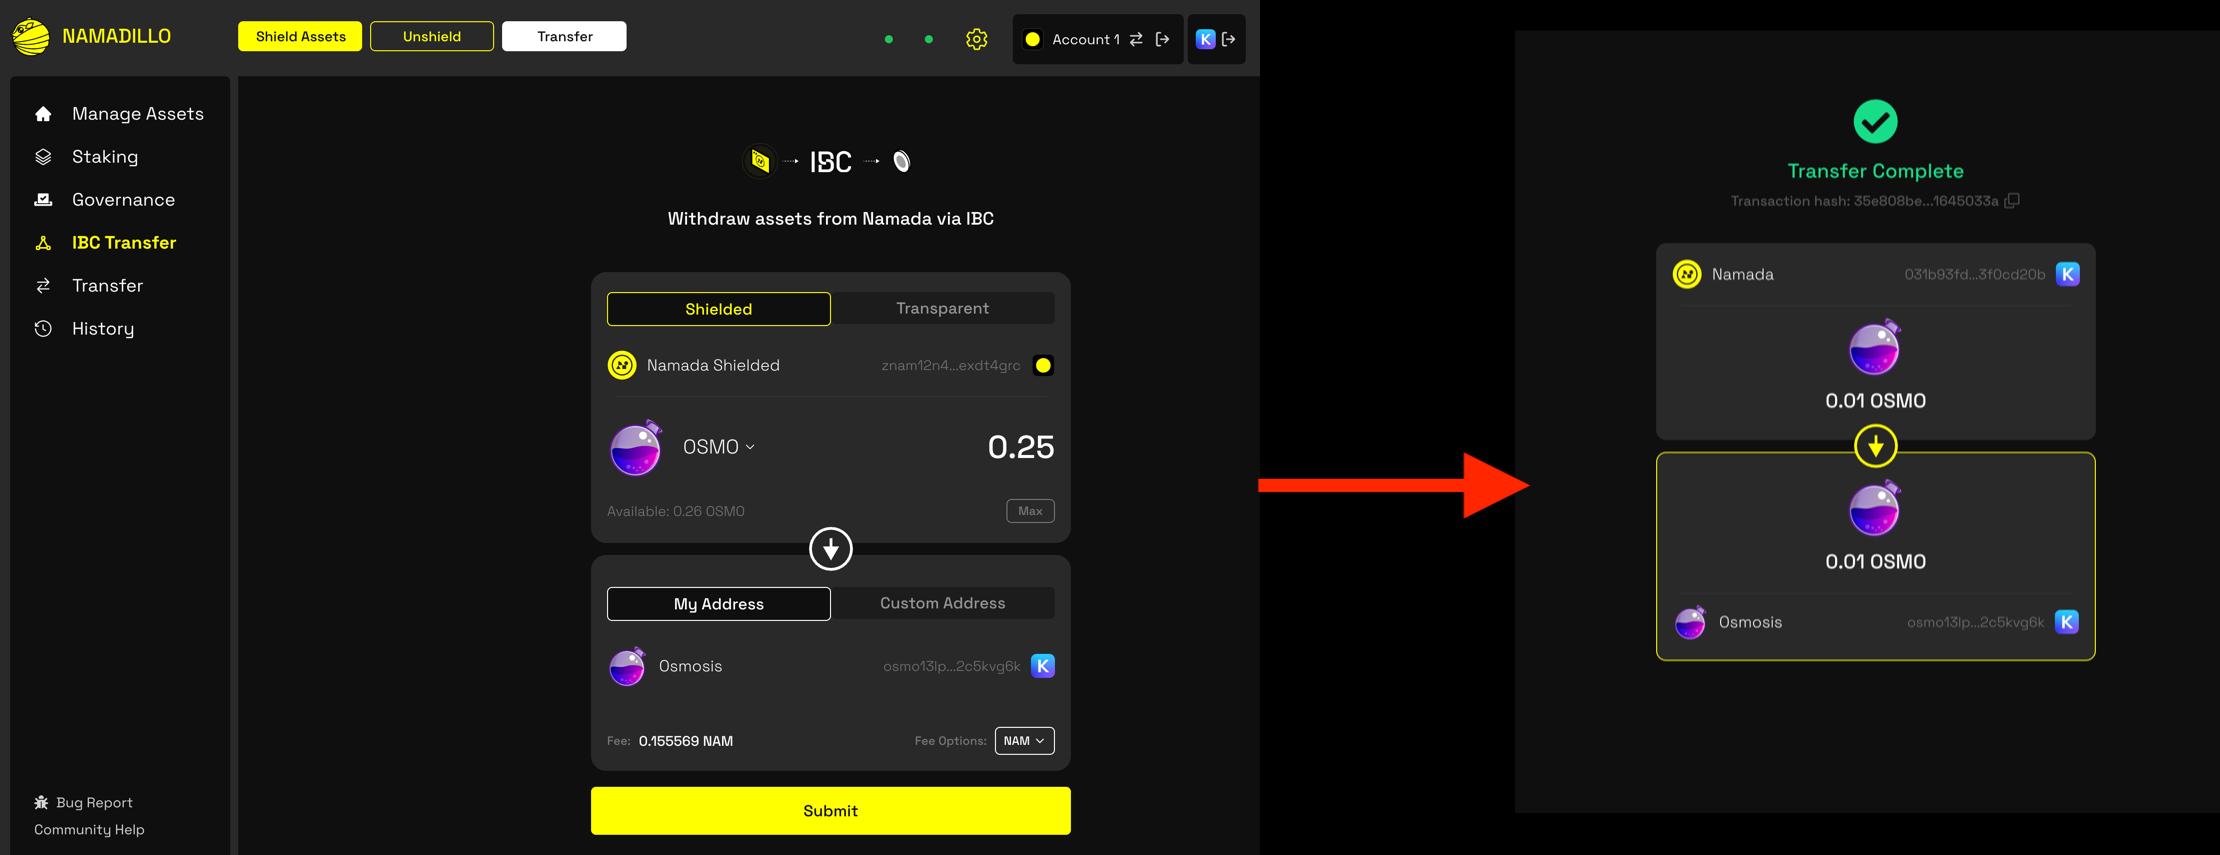 NAMADILLO
Shield Assets
Unshield
Transfer
Account 1
K
Manage Assets
Staking
Governance
IBC Transfer
Transfer
History
Bug Report
Community Help
IBC
Withdraw assets from Namada via IBC
Shielded
Transparent
Namada Shielded
znam12n4...exdt4grc
OSMO
0.25
Available: 0.26 OSMO
Max
My Address
Custom Address
Osmosis
osmo13lp...2c5kvg6k
K
Fee: 0.155569 NAM
Fee Options: NAM
Submit
Transfer Complete
Transaction hash: 35e808be...1645033a
Namada
031b93fd...3f0cd20b
K
0.01 OSMO
0.01 OSMO
Osmosis
osmo13lp...2c5kvg6k
K